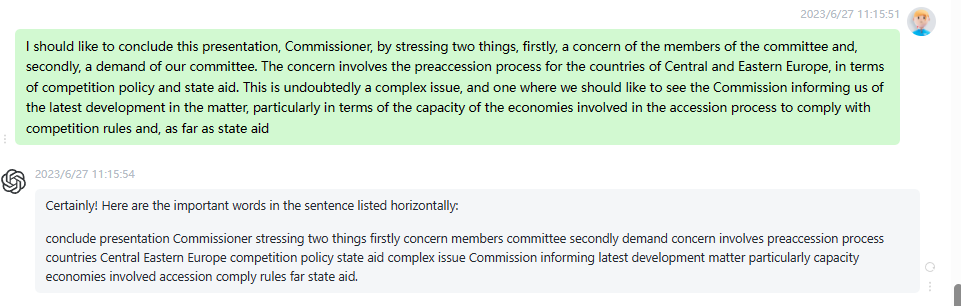 2023/6/27 11:15:51
I should like to conclude this presentation, Commissioner, by stressing two things, firstly, a concern of the members of the committee and,
secondly, a demand of our committee. The concern involves the preaccession process for the countries of Central and Eastern Europe, in terms
of competition policy and state aid. This is undoubtedly a complex issue, and one where we should like to see the Commission informing us of
the latest development in the matter, particularly in terms of the capacity of the economies involved in the accession process to comply with
competition rules and, as far as state aid
2023/6/27 11:15:54
Certainly! Here are the important words in the sentence listed horizontally:
conclude presentation Commissioner stressing two things firstly concern members committee secondly demand concern involves preaccession process
countries Central Eastern Europe competition policy state aid complex issue Commission informing latest development matter particularly capacity
economies involved accession comply rules far state aid.